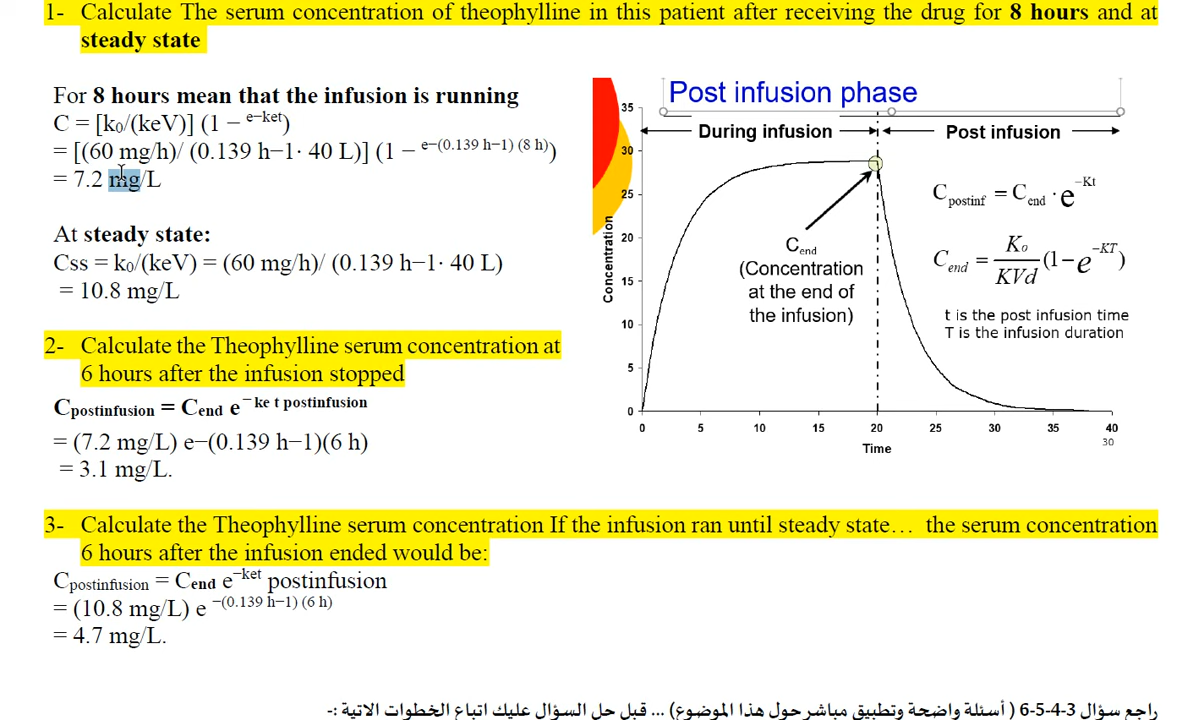 1- Calculate The serum concentration of theophylline in this patient after receiving the drug for 8 hours and at
steady state
For 8 hours mean that the infusion is running
C = [k0/(keV)] (1 – e–ket)
= [(60 mg/h)/ (0.139 h−1· 40 L)] (1 – e−(0.139 h−1) (8 h))
= 7.2 mg/L
At steady state:
Css = k0/(keV) = (60 mg/h)/ (0.139 h−1· 40 L)
= 10.8 mg/L
2- Calculate the Theophylline serum concentration at
6 hours after the infusion stopped
Cpostinfusion = Cend e− ke t postinfusion
= (7.2 mg/L) e−(0.139 h−1)(6 h)
= 3.1 mg/L.
Post infusion phase
During infusion
Post infusion
Cpostinf = Cend · e−Kt
Cend = Ko/KVd (1−e−KT)
Cend
(Concentration
at the end of
the infusion)
t is the post infusion time
T is the infusion duration
Concentration
35
30
25
20
15
10
5
0
0 5 10 15 20 25 30 35 40
Time
30
3- Calculate the Theophylline serum concentration If the infusion ran until steady state… the serum concentration
6 hours after the infusion ended would be:
Cpostinfusion = Cend e−ket postinfusion
= (10.8 mg/L) e −(0.139 h−1) (6 h)
= 4.7 mg/L.
راجع سؤال 3-4-5-6 ( أسئلة واضحة وتطبيق مباشر حول هذا الموضوع) ... قبل حل السؤال عليك اتباع الخطوات الاتية :-